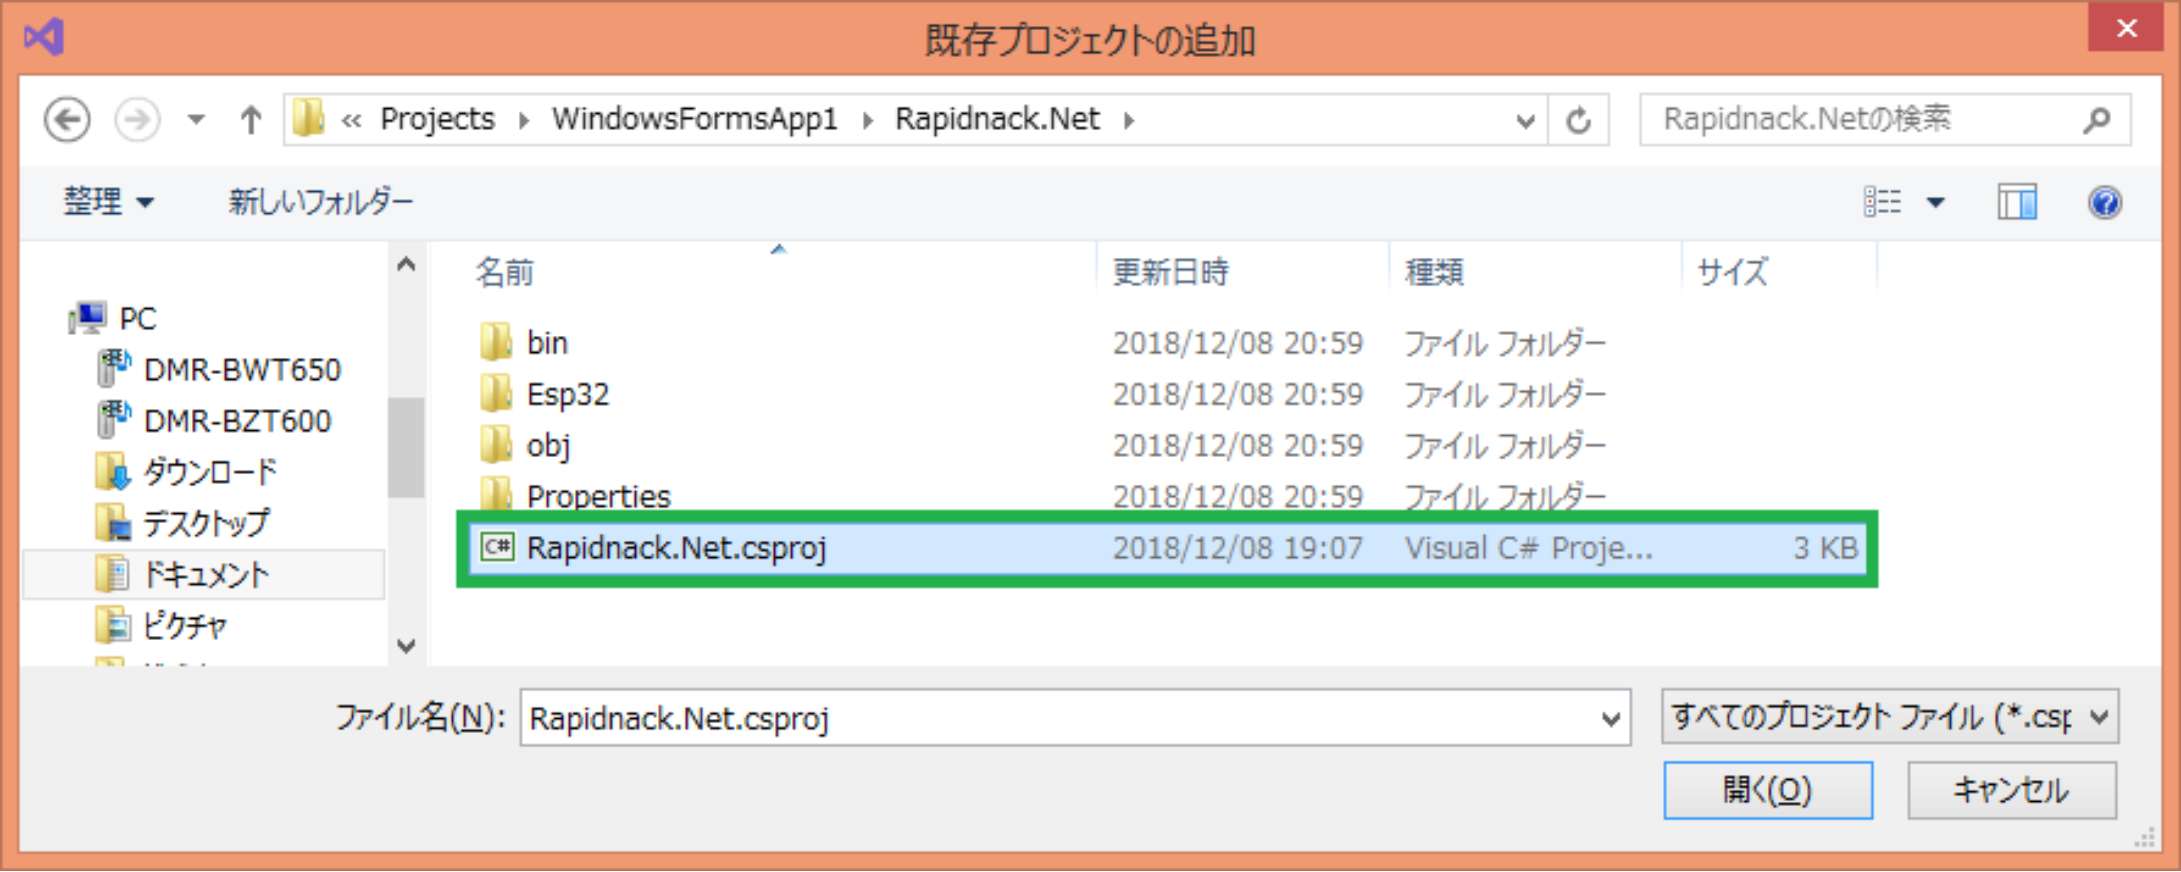 既存プロジェクトの追加
« Projects WindowsFormsApp1 Rapidnack.Net
Rapidnack.Netの検索
整理 新しいフォルダー
名前 更新日時 種類 サイズ
PC
DMR-BWT650
DMR-BZT600
ダウンロード
デスクトップ
ドキュメント
ピクチャ
bin 2018/12/08 20:59 ファイル フォルダー
Esp32 2018/12/08 20:59 ファイル フォルダー
obj 2018/12/08 20:59 ファイル フォルダー
Properties 2018/12/08 20:59 ファイル フォルダー
C# Rapidnack.Net.csproj 2018/12/08 19:07 Visual C# Proje... 3 KB
ファイル名(N): Rapidnack.Net.csproj すべてのプロジェクト ファイル (*.csp
開く(O) キャンセル